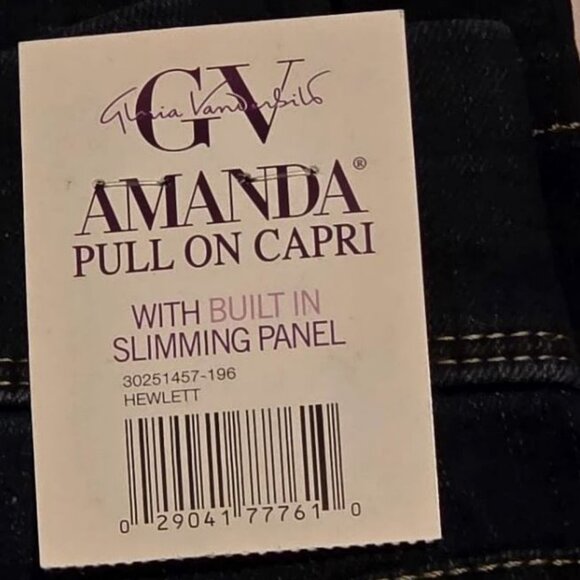 GV
Gloria Vanderbilt
AMANDA®
PULL ON CAPRI
WITH BUILT IN
SLIMMING PANEL
30251457-196
HEWLETT
0 29041 77761 0